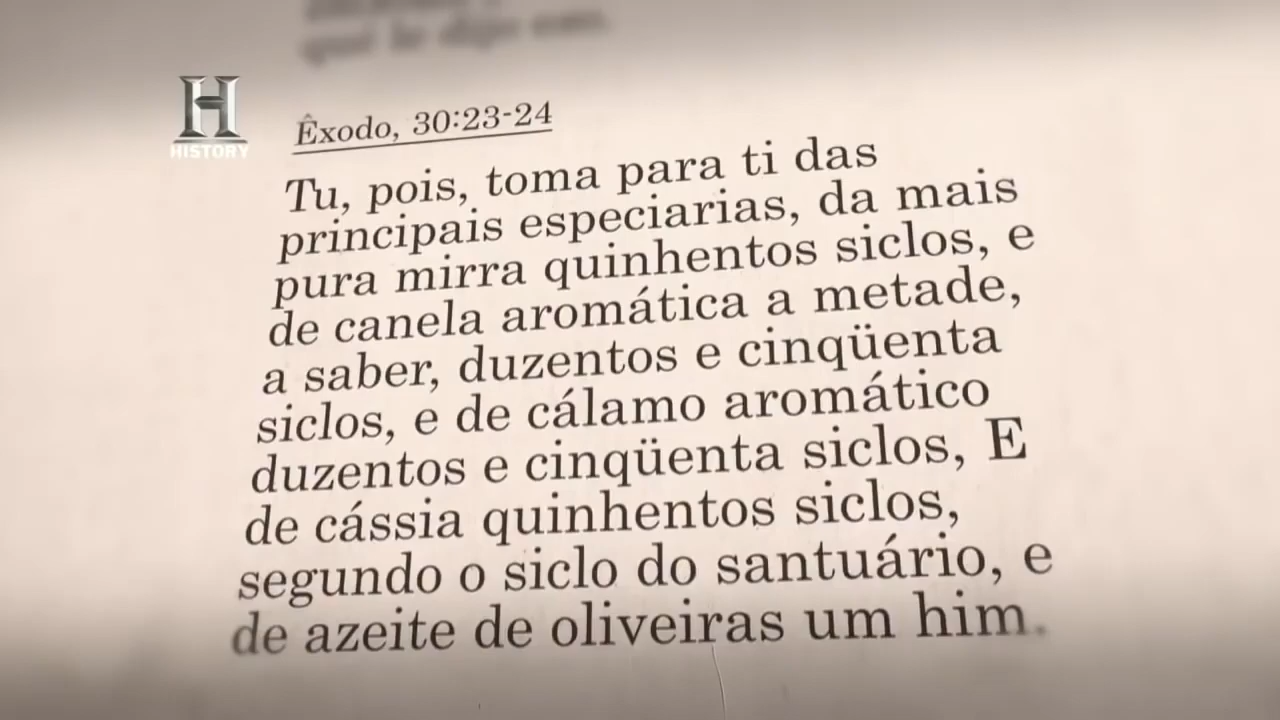 HISTORY
Êxodo, 30:23-24
Tu, pois, toma para ti das
principais especiarias, da mais
pura mirra quinhentos siclos, e
de canela aromática a metade,
a saber, duzentos e cinqüenta
siclos, e de cálamo aromático
duzentos e cinqüenta siclos, E
de cássia quinhentos siclos,
segundo o siclo do santuário, e
de azeite de oliveiras um him.